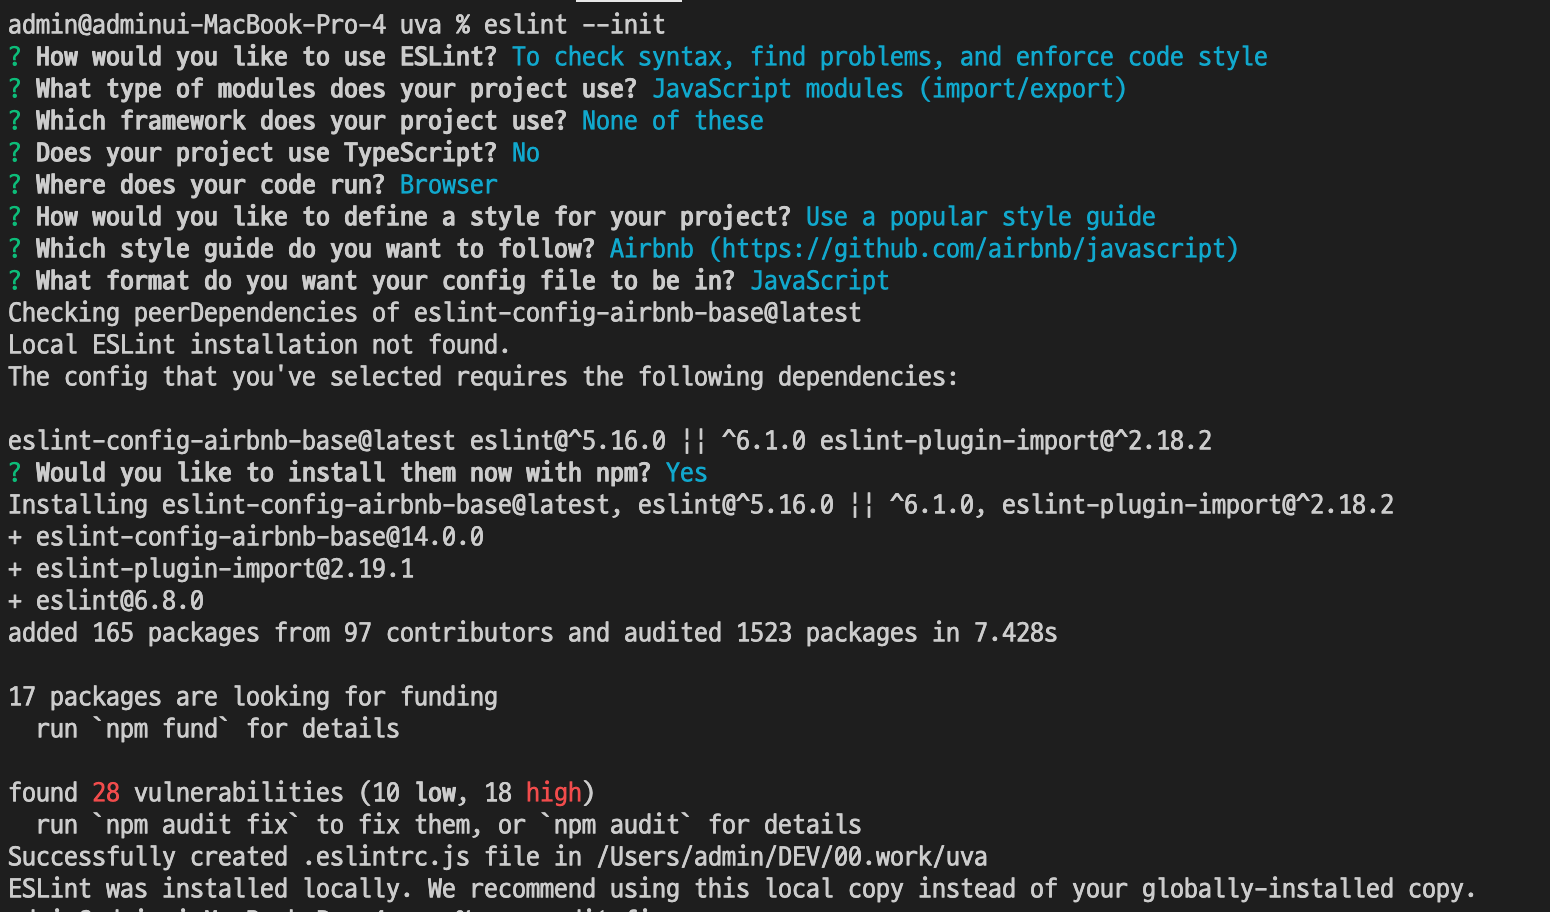 admin@adminui-MacBook-Pro-4 uva % eslint --init
? How would you like to use ESLint? To check syntax, find problems, and enforce code style
? What type of modules does your project use? JavaScript modules (import/export)
? Which framework does your project use? None of these
? Does your project use TypeScript? No
? Where does your code run? Browser
? How would you like to define a style for your project? Use a popular style guide
? Which style guide do you want to follow? Airbnb (https://github.com/airbnb/javascript)
? What format do you want your config file to be in? JavaScript
Checking peerDependencies of eslint-config-airbnb-base@latest
Local ESLint installation not found.
The config that you've selected requires the following dependencies:

eslint-config-airbnb-base@latest eslint@^5.16.0 || ^6.1.0 eslint-plugin-import@^2.18.2
? Would you like to install them now with npm? Yes
Installing eslint-config-airbnb-base@latest, eslint@^5.16.0 || ^6.1.0, eslint-plugin-import@^2.18.2
+ eslint-config-airbnb-base@14.0.0
+ eslint-plugin-import@2.19.1
+ eslint@6.8.0
added 165 packages from 97 contributors and audited 1523 packages in 7.428s

17 packages are looking for funding
  run `npm fund` for details

found 28 vulnerabilities (10 low, 18 high)
  run `npm audit fix` to fix them, or `npm audit` for details
Successfully created .eslintrc.js file in /Users/admin/DEV/00.work/uva
ESLint was installed locally. We recommend using this local copy instead of your globally-installed copy.